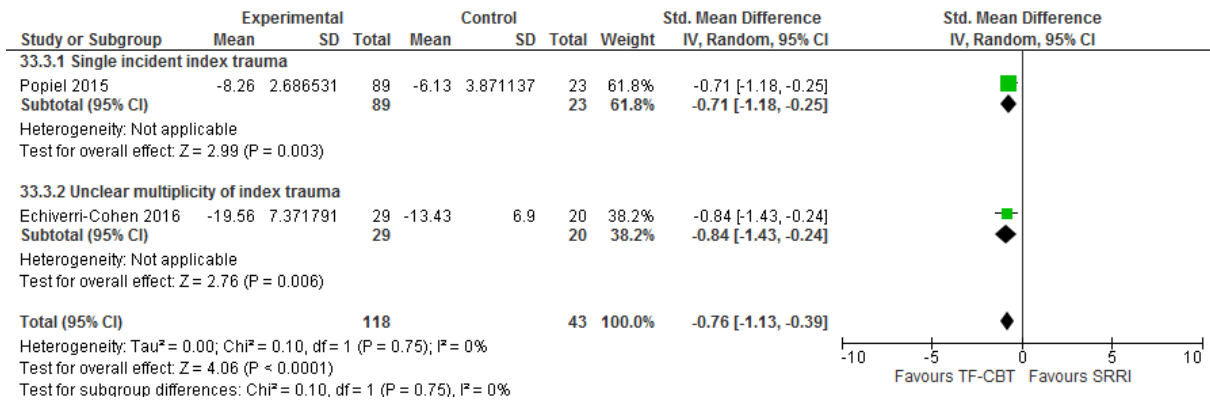 Experimental Control Std. Mean Difference Std. Mean Difference
Study or Subgroup Mean SD Total Mean SD Total Weight IV, Random, 95% CI IV, Random, 95% CI
33.3.1 Single incident index trauma
Popiel 2015 -8.26 2.686531 89 -6.13 3.871137 23 61.8% -0.71 [-1.18, -0.25]
Subtotal (95% CI) 89 23 61.8% -0.71 [-1.18, -0.25]
Heterogeneity: Not applicable
Test for overall effect: Z = 2.99 (P = 0.003)
33.3.2 Unclear multiplicity of index trauma
Echiverri-Cohen 2016 -19.56 7.371791 29 -13.43 6.9 20 38.2% -0.84 [-1.43, -0.24]
Subtotal (95% CI) 29 20 38.2% -0.84 [-1.43, -0.24]
Heterogeneity: Not applicable
Test for overall effect: Z = 2.76 (P = 0.006)
Total (95% CI) 118 43 100.0% -0.76 [-1.13, -0.39]
Heterogeneity: Tau² = 0.00; Chi² = 0.10, df = 1 (P = 0.75); I² = 0%
Test for overall effect: Z = 4.06 (P < 0.0001)
Test for subgroup differences: Chi² = 0.10, df = 1 (P = 0.75), I² = 0%
-10 -5 0 5 10
Favours TF-CBT Favours SRRI